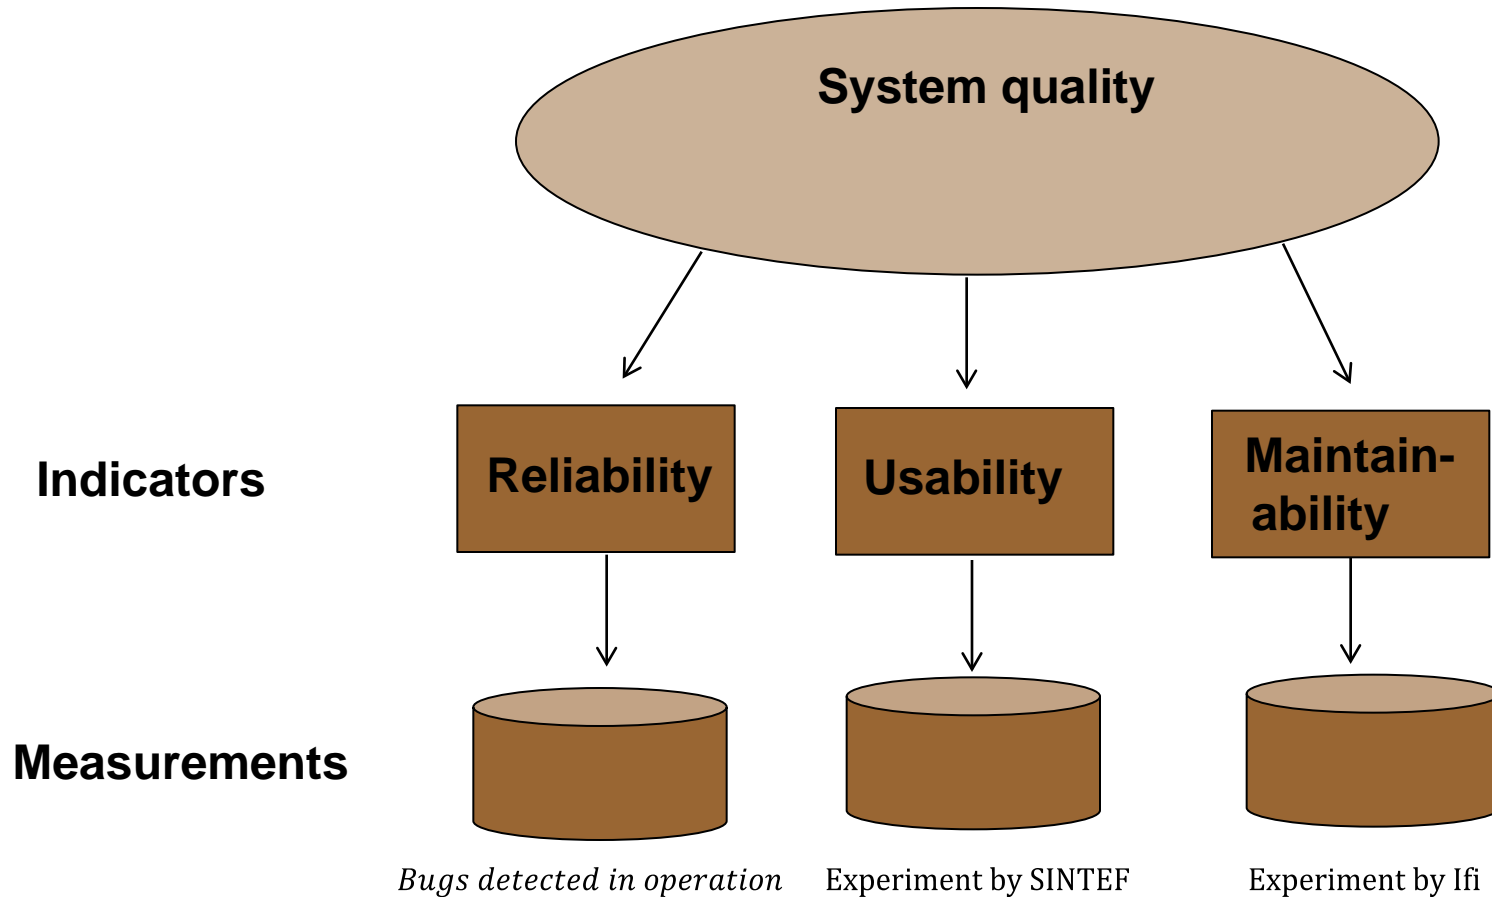 System quality
Indicators
Reliability
Usability
Maintain-
ability
Measurements
Bugs detected in operation
Experiment by SINTEF
Experiment by Ifi